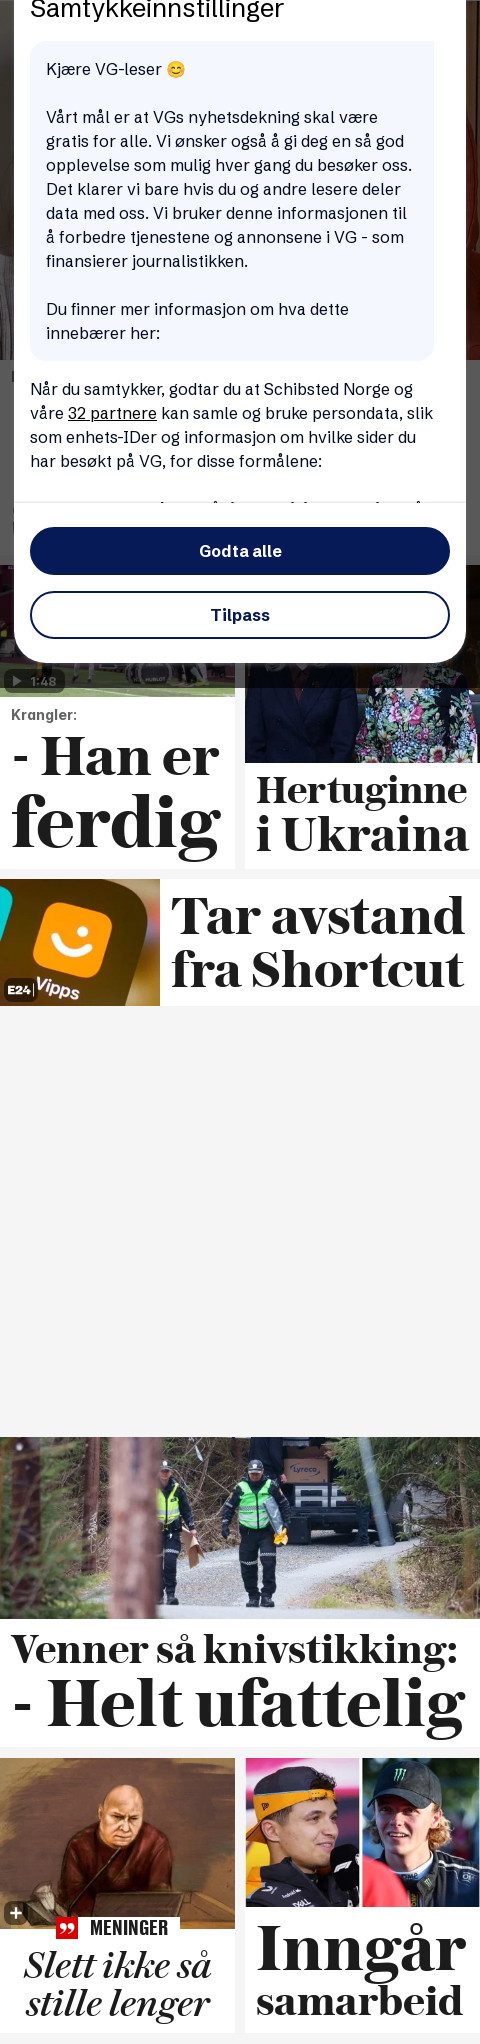 Samtykkeinnstillinger
Kjære VG-leser 😊
Vårt mål er at VGs nyhetsdekning skal være
gratis for alle. Vi ønsker også å gi deg en så god
opplevelse som mulig hver gang du besøker oss.
Det klarer vi bare hvis du og andre lesere deler
data med oss. Vi bruker denne informasjonen til
å forbedre tjenestene og annonsene i VG - som
finansierer journalistikken.
Du finner mer informasjon om hva dette
innebærer her:
Når du samtykker, godtar du at Schibsted Norge og
våre 32 partnere kan samle og bruke persondata, slik
som enhets-IDer og informasjon om hvilke sider du
har besøkt på VG, for disse formålene:
Godta alle
Tilpass
1:48
Krangler:
- Han er
ferdig
Hertuginne
i Ukraina
Vipps
E24
Tar avstand
fra Shortcut
Lyreco
Venner så knivstikking:
- Helt ufattelig
MENINGER
Slett ikke så
stille lenger
Inngår
samarbeid